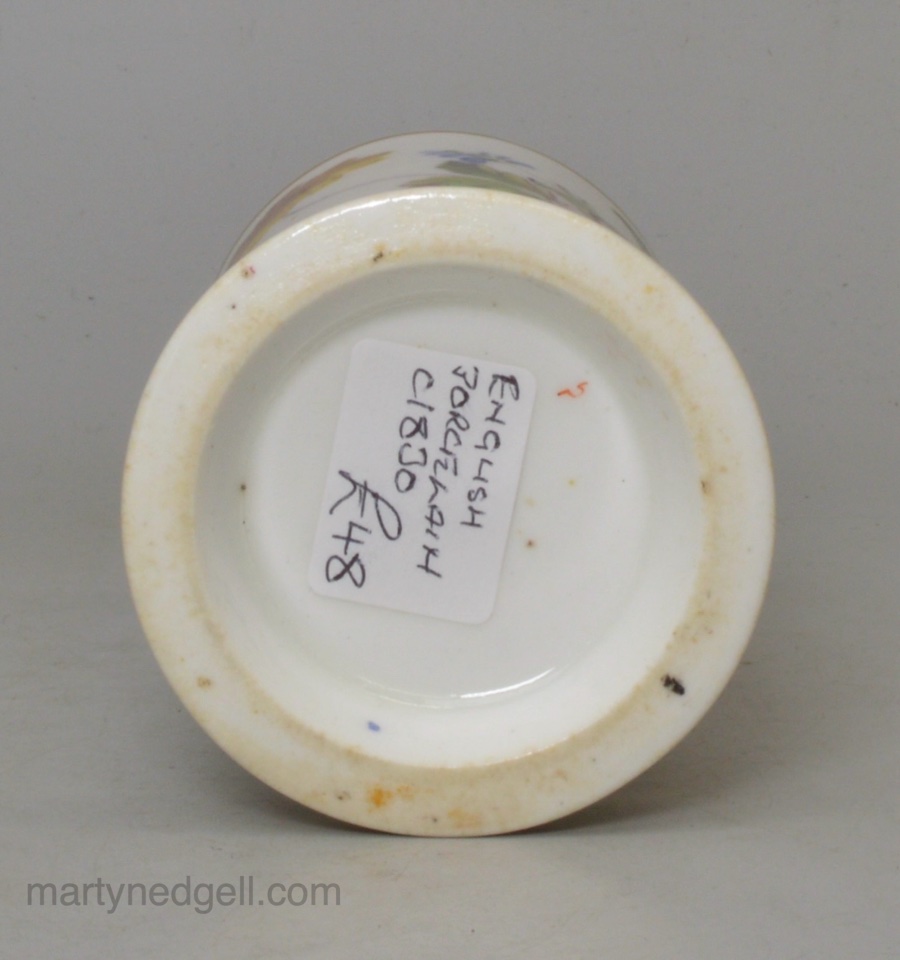 ENGLISH
PORCELAIN
C1830
£48
martynedgell.com